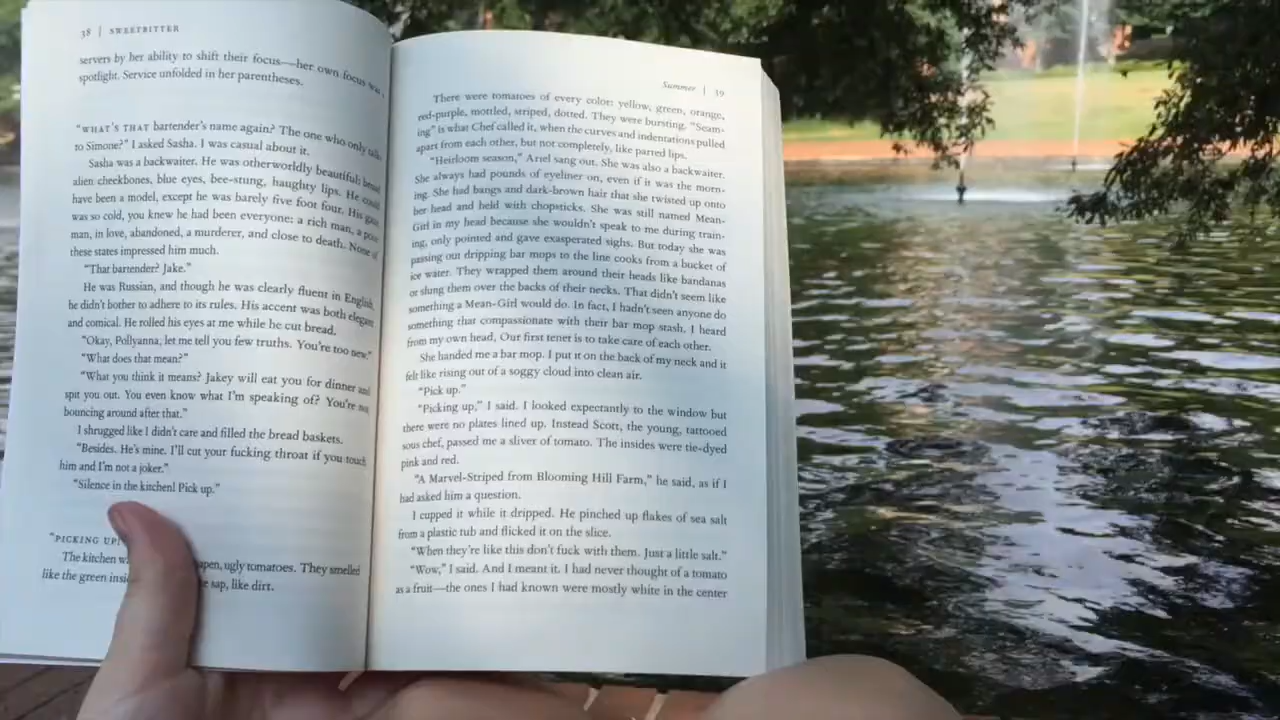 38 | SWEETBITTER
servers by her ability to shift their focus—her own focus was
spotlight. Service unfolded in her parentheses.
"WHAT'S THAT bartender's name again? The one who only talks
to Simone?" I asked Sasha. I was casual about it.
Sasha was a backwaiter. He was otherworldly beautiful:
alien cheekbones, blue eyes, bee-stung, haughty lips. He could
have been a model, except he was barely five foot four. His gaze
was so cold, you knew he had been everyone: a rich man, a poor
man, in love, abandoned, a murderer, and close to death. None of
these states impressed him much.
"That bartender? Jake."
He was Russian, and though he was clearly fluent in English,
he didn't bother to adhere to its rules. His accent was both elegant
and comical. He rolled his eyes at me while he cut bread.
"Okay, Pollyanna, let me tell you few truths. You're too new."
"What does that mean?"
"What you think it means? Jakey will eat you for dinner and
spit you out. You even know what I'm speaking of? You're not
bouncing around after that."
I shrugged like I didn't care and filled the bread baskets.
"Besides. He's mine. I'll cut your fucking throat if you touch
him and I'm not a joker."
"Silence in the kitchen! Pick up."
"PICKING UP!
The kitchen ugly tomatoes. They smelled
like the green sap, like dirt.
Summer | 39
There were tomatoes of every color: yellow, green, orange,
red-purple, mottled, striped, dotted. They were bursting. "Seam-
ing" is what Chef called it, when the curves and indentations pulled
apart from each other, but not completely, like parred lips.
"Heirloom season," Ariel sang out. She was also a backwaiter.
She always had pounds of eyeliner on, even if it was the morn-
ing. She had bangs and dark-brown hair that she twisted up onto
her head and held with chopsticks. She was still named Mean-
Girl in my head because she wouldn't speak to me during train-
ing, only pointed and gave exasperated sighs. But today she was
passing out dripping bar mops to the line cooks from a bucket of
ice water. They wrapped them around their heads like bandanas
or slung them over the backs of their necks. That didn't seem like
something a Mean-Girl would do. In fact, I hadn't seen anyone do
something that compassionate with their bar mop stash. I heard
from my own head, Our first tenet is to take care of each other.
She handed me a bar mop. I put it on the back of my neck and it
felt like rising out of a soggy cloud into clean air.
"Pick up."
"Picking up," I said. I looked expectantly to the window but
there were no plates lined up. Instead Scott, the young, tattooed
sous chef, passed me a sliver of tomato. The insides were tie-dyed
pink and red.
"A Marvel-Striped from Blooming Hill Farm," he said, as if I
had asked him a question.
I cupped it while it dripped. He pinched up flakes of sea salt
from a plastic tub and flicked it on the slice.
"When they're like this don't fuck with them. Just a little salt."
"Wow," I said. And I meant it. I had never thought of a tomato
as a fruit—the ones I had known were mostly white in the center